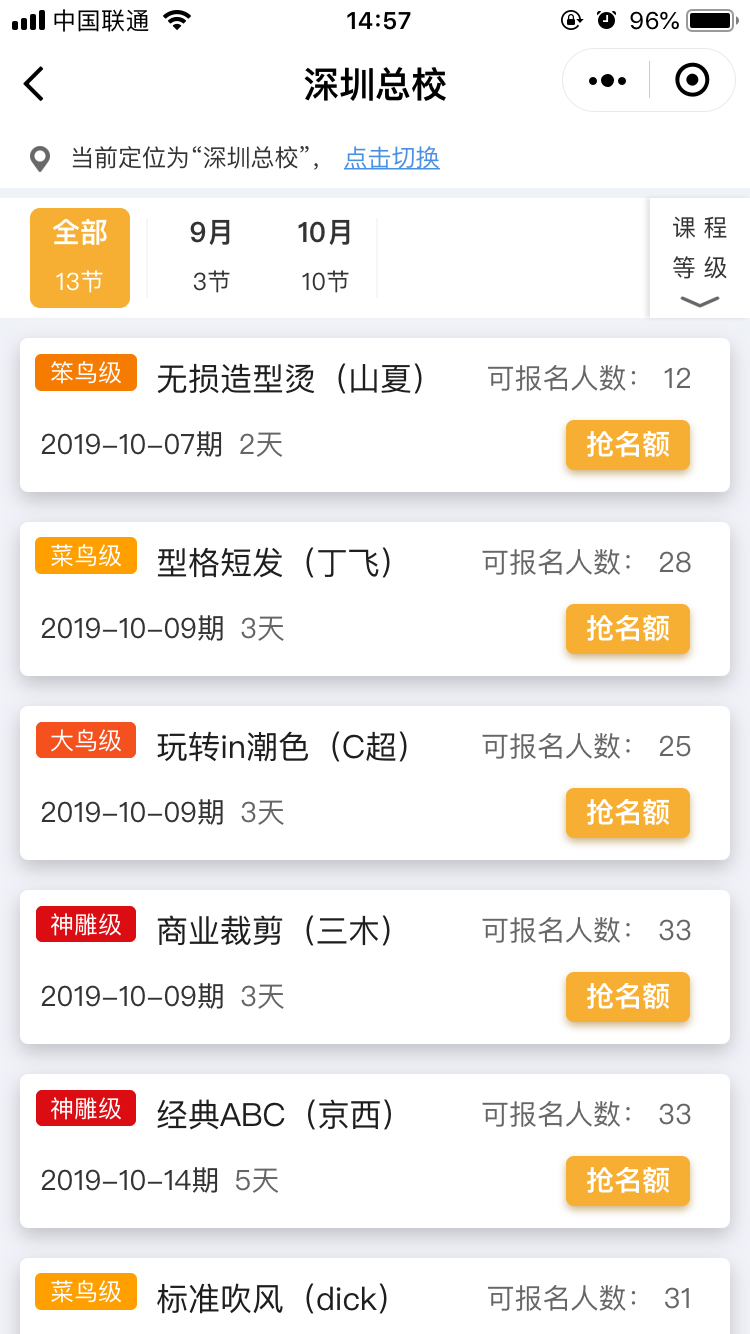 中国联通 14:57 96%
深圳总校
当前定位为“深圳总校”， 点击切换
全部 9月 10月 课程
13节 3节 10节 等级
笨鸟级 无损造型烫（山夏） 可报名人数： 12
2019-10-07期 2天 抢名额
菜鸟级 型格短发（丁飞） 可报名人数： 28
2019-10-09期 3天 抢名额
大鸟级 玩转in潮色（C超） 可报名人数： 25
2019-10-09期 3天 抢名额
神雕级 商业裁剪（三木） 可报名人数： 33
2019-10-09期 3天 抢名额
神雕级 经典ABC（京西） 可报名人数： 33
2019-10-14期 5天 抢名额
菜鸟级 标准吹风（dick） 可报名人数： 31